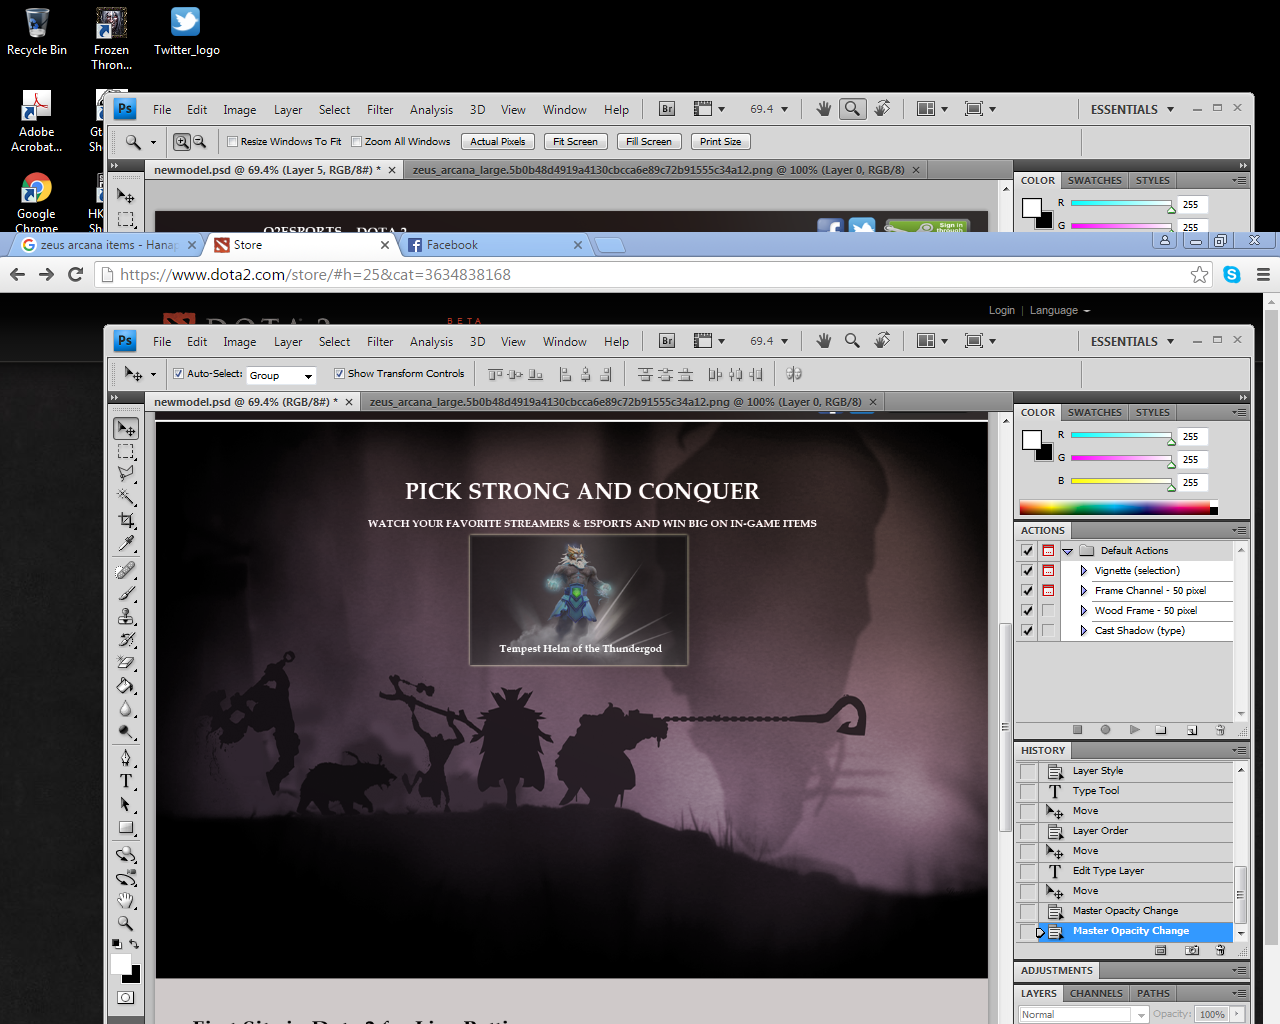 Recycle Bin
Frozen Thron...
Twitter_logo
Adobe Acrobat...
Google Chrome
Ps File Edit Image Layer Select Filter Analysis 3D View Window Help Br 69.4 ESSENTIALS
Resize Windows To Fit Zoom All Windows Actual Pixels Fit Screen Fill Screen Print Size
newmodel.psd @ 69.4% (Layer 5, RGB/8#) * × zeus_arcana_large.5b0b48d4919a4130cbcca6e89c72b91555c34a12.png @ 100% (Layer 0, RGB/8) ×
COLOR SWATCHES STYLES
R 255
G 255
Sign in through
zeus arcana items - Hanap Store Facebook
https://www.dota2.com/store/#h=25&cat=3634838168
BETA
Login | Language
Ps File Edit Image Layer Select Filter Analysis 3D View Window Help Br 69.4 ESSENTIALS
Auto-Select: Group Show Transform Controls
newmodel.psd @ 69.4% (RGB/8#) * × zeus_arcana_large.5b0b48d4919a4130cbcca6e89c72b91555c34a12.png @ 100% (Layer 0, RGB/8) ×
COLOR SWATCHES STYLES
R 255
G 255
B 255
PICK STRONG AND CONQUER
WATCH YOUR FAVORITE STREAMERS & ESPORTS AND WIN BIG ON IN-GAME ITEMS
Tempest Helm of the Thundergod
ACTIONS
Default Actions
Vignette (selection)
Frame Channel - 50 pixel
Wood Frame - 50 pixel
Cast Shadow (type)
HISTORY
Layer Style
Type Tool
Move
Layer Order
Move
Edit Type Layer
Move
Master Opacity Change
Master Opacity Change
ADJUSTMENTS
LAYERS CHANNELS PATHS
Normal Opacity: 100%